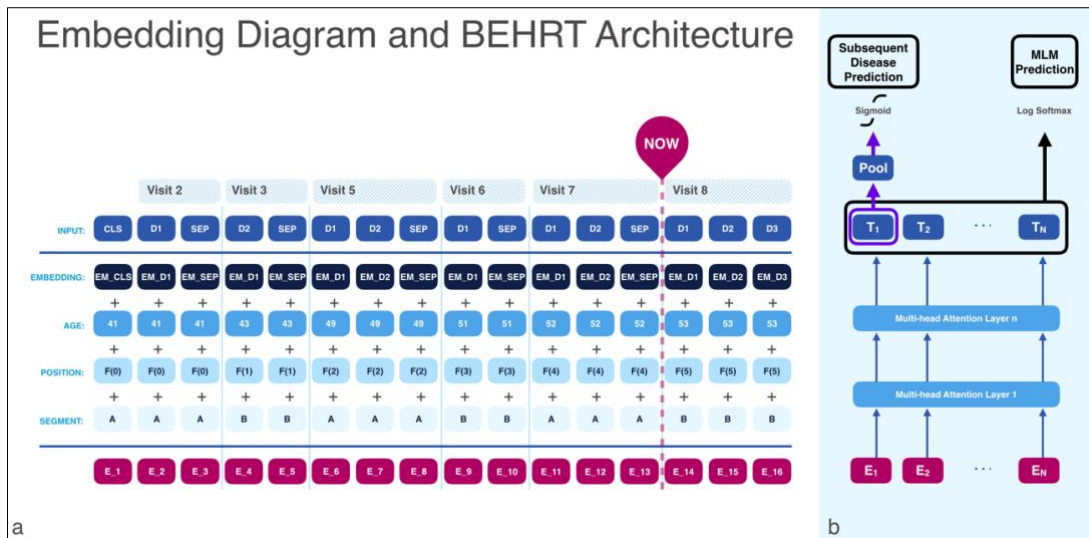 Embedding Diagram and BEHRT Architecture
NOW
Visit 2 Visit 3 Visit 5 Visit 6 Visit 7 Visit 8
INPUT: CLS D1 SEP D2 SEP D1 D2 SEP D1 SEP D1 D2 SEP D1 D2 D3
EMBEDDING: EM_CLS EM_D1 EM_SEP EM_D1 EM_SEP EM_D1 EM_D2 EM_SEP EM_D1 EM_SEP EM_D1 EM_D2 EM_SEP EM_D1 EM_D2 EM_D3
+ + + + + + + + + + + + + + + +
AGE: 41 41 41 43 43 49 49 49 51 51 52 52 52 53 53 53
+ + + + + + + + + + + + + + + +
POSITION: F(0) F(0) F(0) F(1) F(1) F(2) F(2) F(2) F(3) F(3) F(4) F(4) F(4) F(5) F(5) F(5)
+ + + + + + + + + + + + + + + +
SEGMENT: A A A B B A A A B B A A A B B B
E_1 E_2 E_3 E_4 E_5 E_6 E_7 E_8 E_9 E_10 E_11 E_12 E_13 E_14 E_15 E_16
a
Subsequent
Disease
Prediction
MLM
Prediction
Sigmoid Log Softmax
Pool
T₁ T₂ ... Tɴ
Multi-head Attention Layer n
Multi-head Attention Layer 1
E₁ E₂ ... Eɴ
b